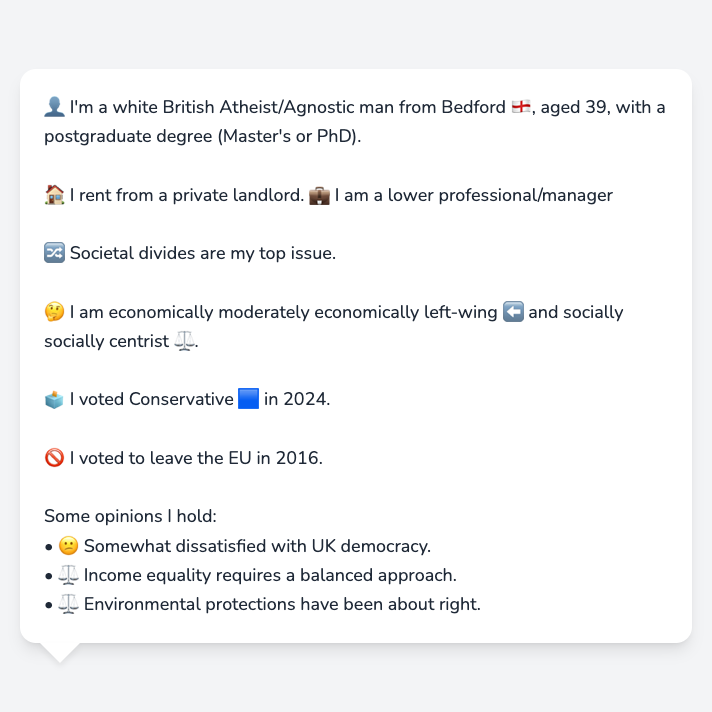 👤 I'm a white British Atheist/Agnostic man from Bedford 🏴󠁧󠁢󠁥󠁮󠁧󠁿, aged 39, with a
postgraduate degree (Master's or PhD).
🏠 I rent from a private landlord. 💼 I am a lower professional/manager
🔀 Societal divides are my top issue.
🤔 I am economically moderately economically left-wing ⬅️ and socially
socially centrist ⚖️.
🗳️ I voted Conservative 🟦 in 2024.
🚫 I voted to leave the EU in 2016.
Some opinions I hold:
• 😕 Somewhat dissatisfied with UK democracy.
• ⚖️ Income equality requires a balanced approach.
• ⚖️ Environmental protections have been about right.